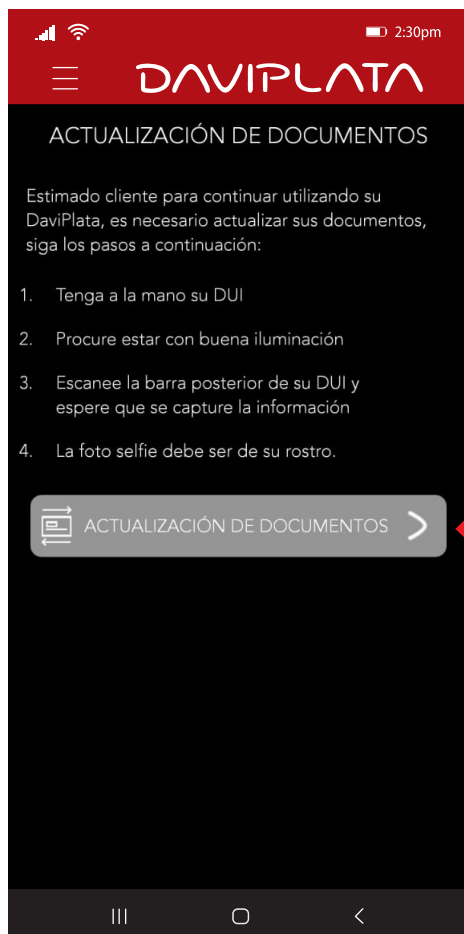 2:30pm
DAVIPLATA
ACTUALIZACIÓN DE DOCUMENTOS
Estimado cliente para continuar utilizando su
DaviPlata, es necesario actualizar sus documentos,
siga los pasos a continuación:
1. Tenga a la mano su DUI
2. Procure estar con buena iluminación
3. Escanee la barra posterior de su DUI y
espere que se capture la información
4. La foto selfie debe ser de su rostro.
ACTUALIZACIÓN DE DOCUMENTOS